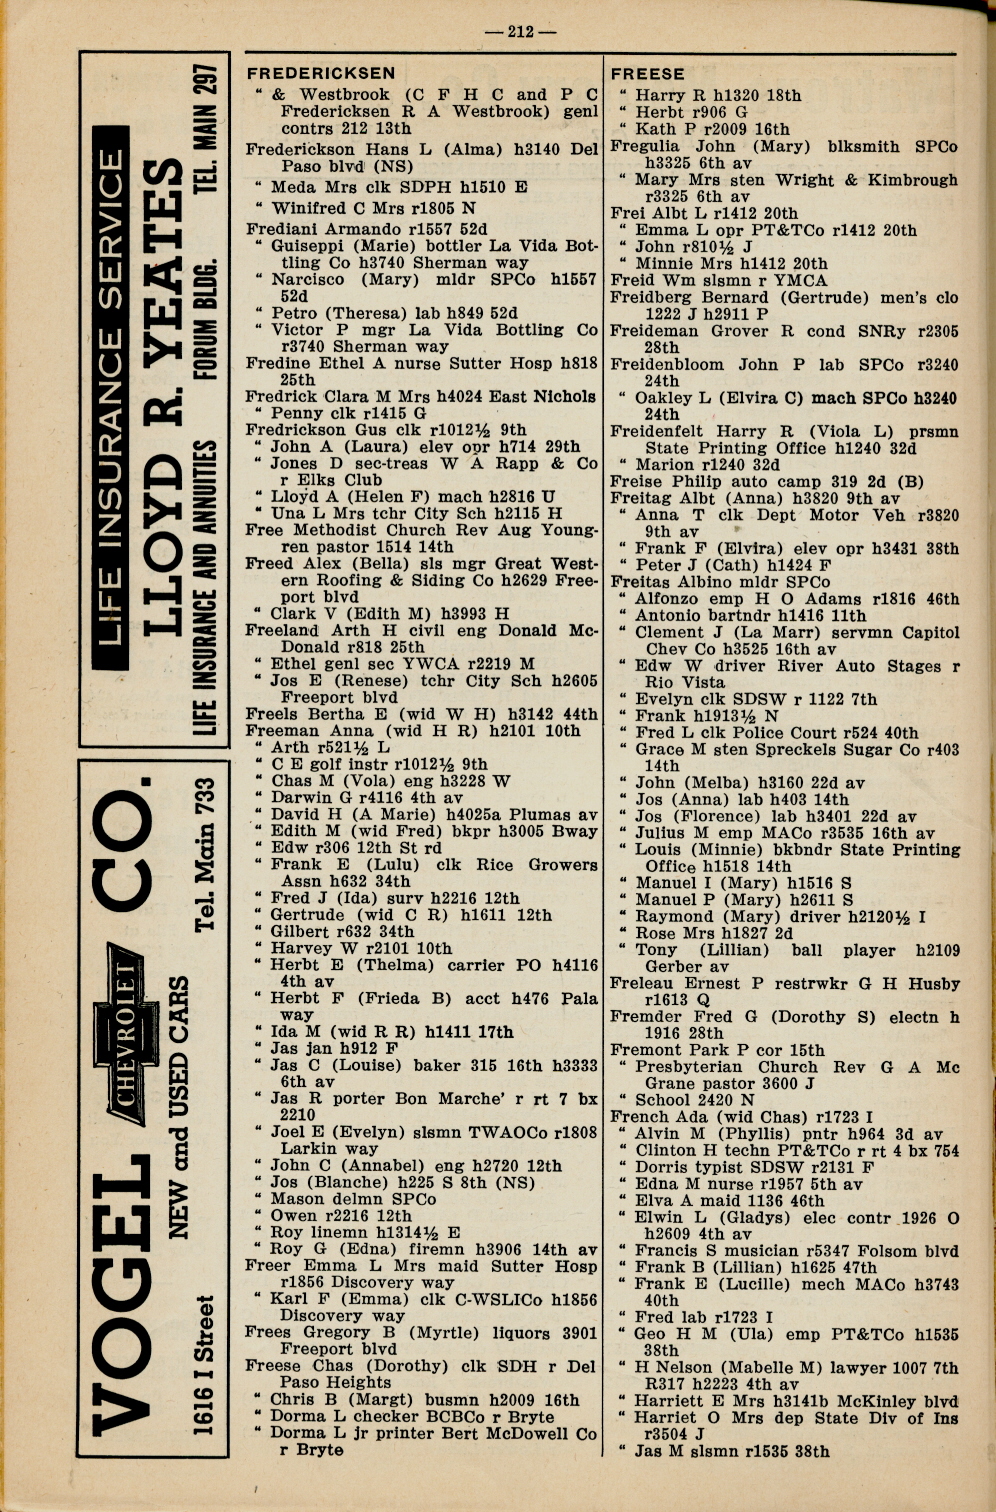 — 212 —
LIFE INSURANCE SERVICE
LLOYD R. YEATES
LIFE INSURANCE AND ANNUITIES FORUM BLDG. TEL. MAIN 297
VOGEL CHEVROLET CO.
NEW and USED CARS
1616 I Street Tel. Main 733
FREDERICKSEN
" & Westbrook (C F H C and P C
Fredericksen R A Westbrook) genl
contrs 212 13th
Frederickson Hans L (Alma) h3140 Del
Paso blvd (NS)
" Meda Mrs clk SDPH h1510 E
" Winifred C Mrs r1805 N
Frediani Armando r1557 52d
" Guiseppi (Marie) bottler La Vida Bot-
tling Co h3740 Sherman way
" Narcisco (Mary) mldr SPCo h1557
52d
" Petro (Theresa) lab h849 52d
" Victor P mgr La Vida Bottling Co
r3740 Sherman way
Fredine Ethel A nurse Sutter Hosp h818
25th
Fredrick Clara M Mrs h4024 East Nichols
" Penny clk r1415 G
Fredrickson Gus clk r1012½ 9th
" John A (Laura) elev opr h714 29th
" Jones D sec-treas W A Rapp & Co
r Elks Club
" Lloyd A (Helen F) mach h2816 U
" Una L Mrs tchr City Sch h2115 H
Free Methodist Church Rev Aug Young-
ren pastor 1514 14th
Freed Alex (Bella) sls mgr Great West-
ern Roofing & Siding Co h2629 Free-
port blvd
" Clark V (Edith M) h3993 H
Freeland Arth H civil eng Donald Mc-
Donald r818 25th
" Ethel genl sec YWCA r2219 M
" Jos E (Renese) tchr City Sch h2605
Freeport blvd
Freels Bertha E (wid W H) h3142 44th
Freeman Anna (wid H R) h2101 10th
" Arth r521½ L
" C E golf instr r1012½ 9th
" Chas M (Vola) eng h3228 W
" Darwin G r4116 4th av
" David H (A Marie) h4025a Plumas av
" Edith M (wid Fred) bkpr h3005 Bway
" Edw r306 12th St rd
" Frank E (Lulu) clk Rice Growers
Assn h632 34th
" Fred J (Ida) surv h2216 12th
" Gertrude (wid C R) h1611 12th
" Gilbert r632 34th
" Harvey W r2101 10th
" Herbt E (Thelma) carrier PO h4116
4th av
" Herbt F (Frieda B) acct h476 Pala
way
" Ida M (wid R R) h1411 17th
" Jas jan h912 F
" Jas C (Louise) baker 315 16th h3333
6th av
" Jas R porter Bon Marche' r rt 7 bx
2210
" Joel E (Evelyn) slsmn TWAOCo r1808
Larkin way
" John C (Annabel) eng h2720 12th
" Jos (Blanche) h225 S 8th (NS)
" Mason delmn SPCo
" Owen r2216 12th
" Roy linemn h1314½ E
" Roy G (Edna) firemn h3906 14th av
Freer Emma L Mrs maid Sutter Hosp
r1856 Discovery way
" Karl F (Emma) clk C-WSLICo h1856
Discovery way
Frees Gregory B (Myrtle) liquors 3901
Freeport blvd
Freese Chas (Dorothy) clk SDH r Del
Paso Heights
" Chris B (Margt) busmn h2009 16th
" Dorma L checker BCBCo r Bryte
" Dorma L jr printer Bert McDowell Co
r Bryte
FREESE
" Harry R h1320 18th
" Herbt r906 G
" Kath P r2009 16th
Fregulia John (Mary) blksmith SPCo
h3325 6th av
" Mary Mrs sten Wright & Kimbrough
r3325 6th av
Frei Albt L r1412 20th
" Emma L opr PT&TCo r1412 20th
" John r810½ J
" Minnie Mrs h1412 20th
Freid Wm slsmn r YMCA
Freidberg Bernard (Gertrude) men's clo
1222 J h2911 P
Freideman Grover R cond SNRy r2305
28th
Freidenbloom John P lab SPCo r3240
24th
" Oakley L (Elvira C) mach SPCo h3240
24th
Freidenfelt Harry R (Viola L) prsmn
State Printing Office h1240 32d
" Marion r1240 32d
Freise Philip auto camp 319 2d (B)
Freitag Albt (Anna) h3820 9th av
" Anna T clk Dept Motor Veh r3820
9th av
" Frank F (Elvira) elev opr h3431 38th
" Peter J (Cath) h1424 F
Freitas Albino mldr SPCo
" Alfonzo emp H O Adams r1816 46th
" Antonio bartndr h1416 11th
" Clement J (La Marr) servmn Capitol
Chev Co h3525 16th av
" Edw W driver River Auto Stages r
Rio Vista
" Evelyn clk SDSW r 1122 7th
" Frank h1913½ N
" Fred L clk Police Court r524 40th
" Grace M sten Spreckels Sugar Co r403
14th
" John (Melba) h3160 22d av
" Jos (Anna) lab h403 14th
" Jos (Florence) lab h3401 22d av
" Julius M emp MACo r3535 16th av
" Louis (Minnie) bkbndr State Printing
Office h1518 14th
" Manuel I (Mary) h1516 S
" Manuel P (Mary) h2611 S
" Raymond (Mary) driver h2120½ I
" Rose Mrs h1827 2d
" Tony (Lillian) ball player h2109
Gerber av
Freleau Ernest P restrwkr G H Husby
r1613 Q
Fremder Fred G (Dorothy S) electn h
1916 28th
Fremont Park P cor 15th
" Presbyterian Church Rev G A Mc
Grane pastor 3600 J
" School 2420 N
French Ada (wid Chas) r1723 I
" Alvin M (Phyllis) pntr h964 3d av
" Clinton H techn PT&TCo r rt 4 bx 754
" Dorris typist SDSW r2131 F
" Edna M nurse r1957 5th av
" Elva A maid 1136 46th
" Elwin L (Gladys) elec contr 1926 O
h2609 4th av
" Francis S musician r5347 Folsom blvd
" Frank B (Lillian) h1625 47th
" Frank E (Lucille) mech MACo h3743
40th
" Fred lab r1723 I
" Geo H M (Ula) emp PT&TCo h1535
38th
" H Nelson (Mabelle M) lawyer 1007 7th
R317 h2223 4th av
" Harriett E Mrs h3141b McKinley blvd
" Harriet O Mrs dep State Div of Ins
r3504 J
" Jas M slsmn r1535 38th